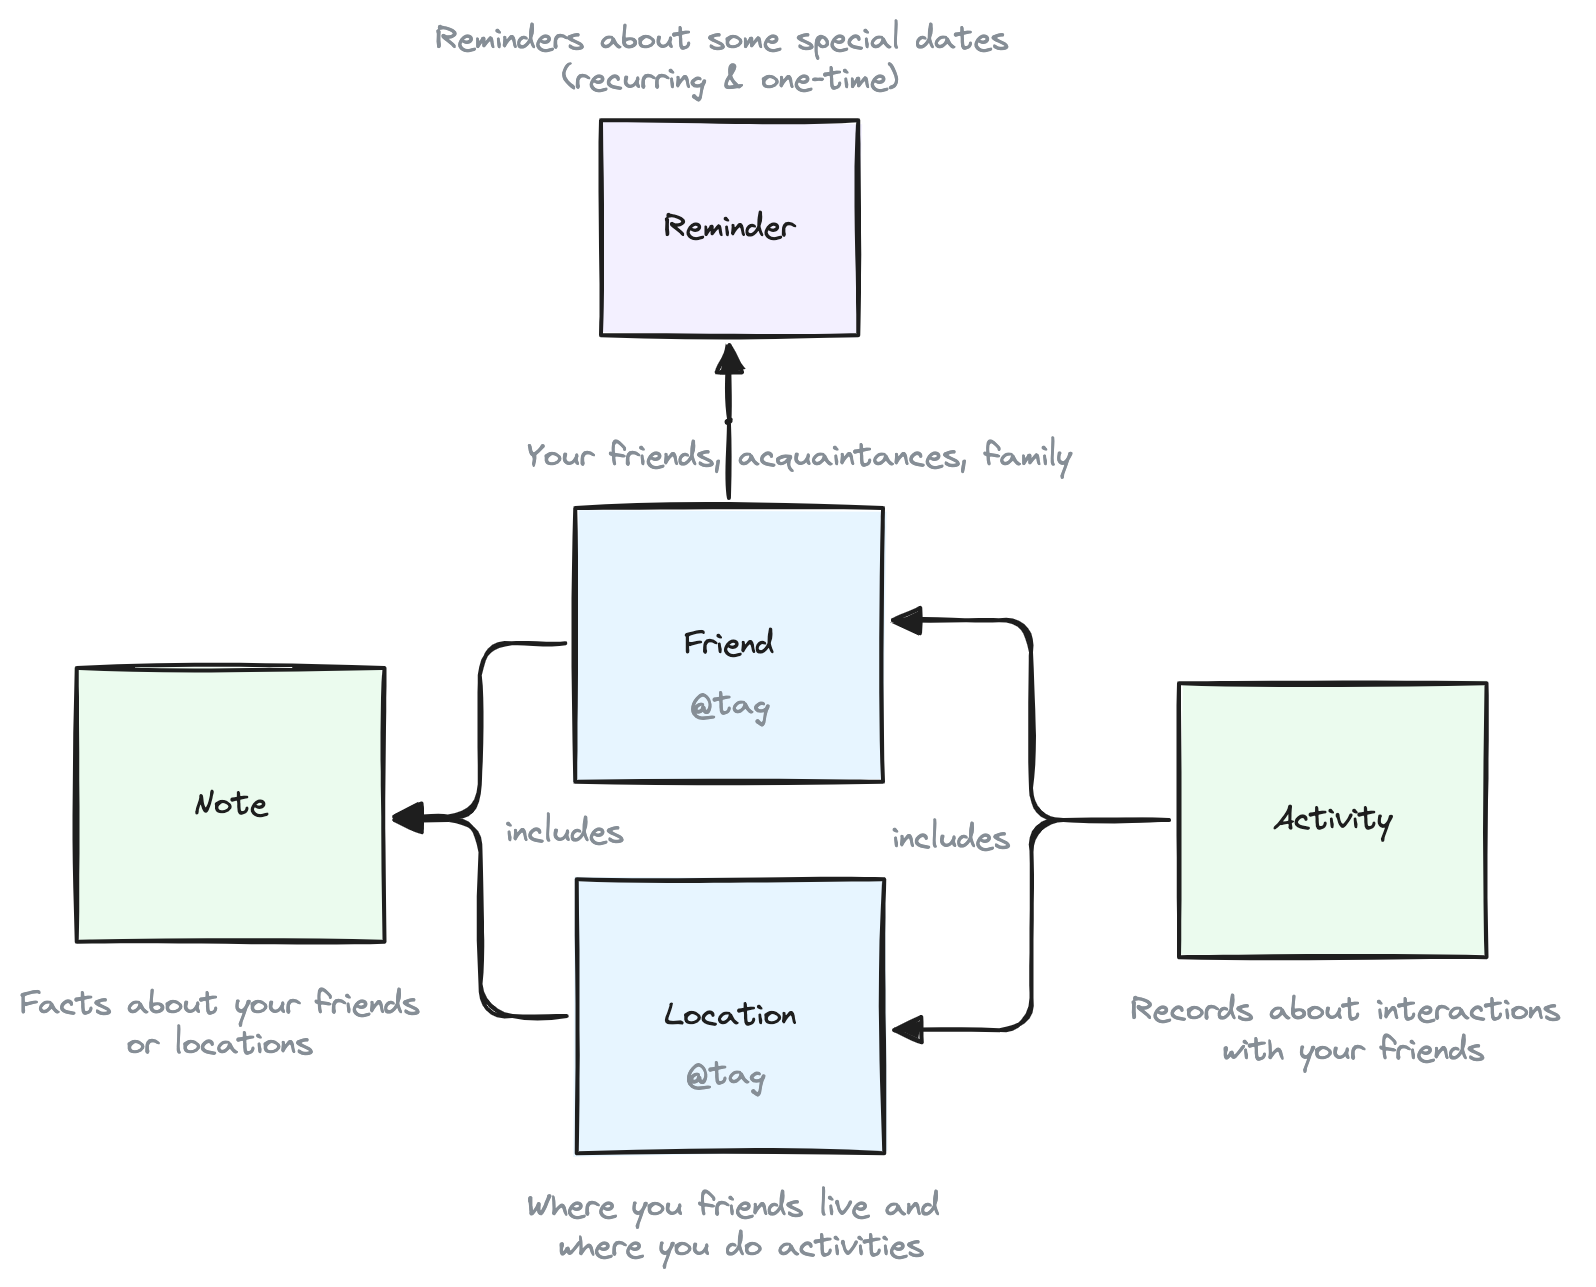 Reminders about some special dates
(recurring & one-time)
Reminder
Your friends, acquaintances, family
Friend
@tag
Note
includes
includes
Activity
Facts about your friends
or locations
Location
@tag
Records about interactions
with your friends
Where you friends live and
where you do activities